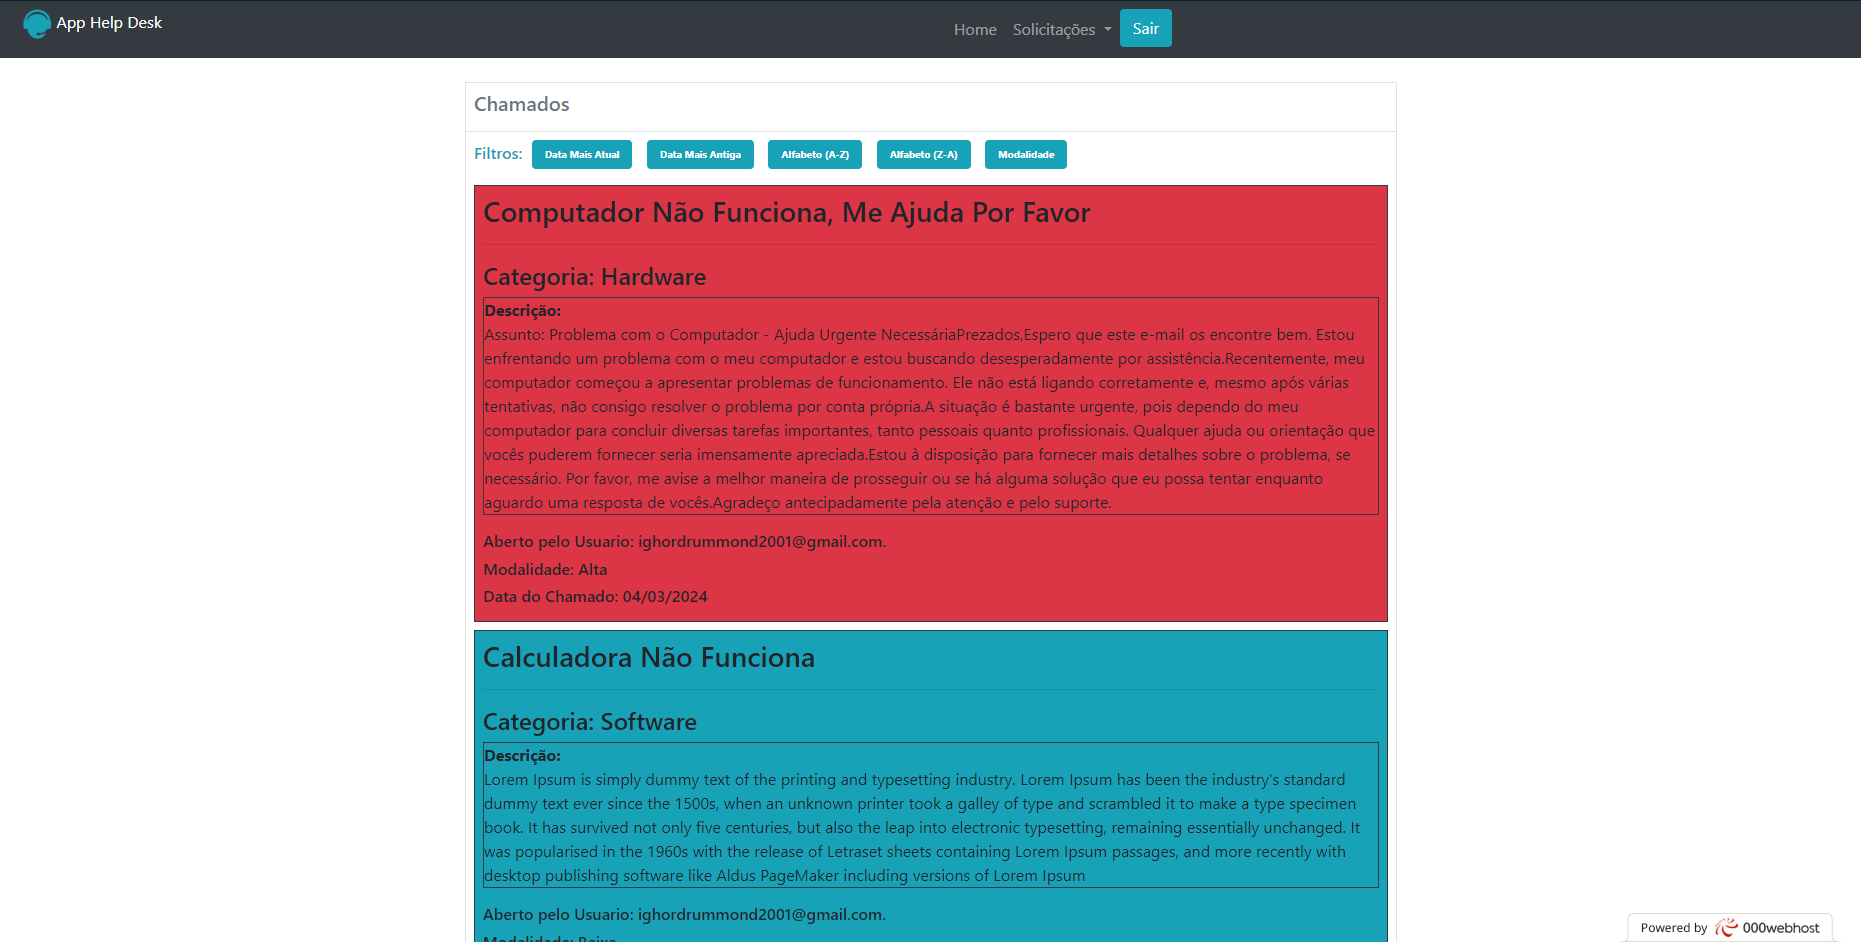 App Help Desk
Home Solicitações Sair
Chamados
Filtros: Data Mais Atual Data Mais Antiga Alfabeto (A-Z) Alfabeto (Z-A) Modalidade
Computador Não Funciona, Me Ajuda Por Favor
Categoria: Hardware
Descrição:
Assunto: Problema com o Computador - Ajuda Urgente NecessáriaPrezados,Espero que este e-mail os encontre bem. Estou
enfrentando um problema com o meu computador e estou buscando desesperadamente por assistência.Recentemente, meu
computador começou a apresentar problemas de funcionamento. Ele não está ligando corretamente e, mesmo após várias
tentativas, não consigo resolver o problema por conta própria.A situação é bastante urgente, pois dependo do meu
computador para concluir diversas tarefas importantes, tanto pessoais quanto profissionais. Qualquer ajuda ou orientação que
vocês puderem fornecer seria imensamente apreciada.Estou à disposição para fornecer mais detalhes sobre o problema, se
necessário. Por favor, me avise a melhor maneira de prosseguir ou se há alguma solução que eu possa tentar enquanto
aguardo uma resposta de vocês.Agradeço antecipadamente pela atenção e pelo suporte.
Aberto pelo Usuario: ighordrummond2001@gmail.com.
Modalidade: Alta
Data do Chamado: 04/03/2024
Calculadora Não Funciona
Categoria: Software
Descrição:
Lorem Ipsum is simply dummy text of the printing and typesetting industry. Lorem Ipsum has been the industry's standard
dummy text ever since the 1500s, when an unknown printer took a galley of type and scrambled it to make a type specimen
book. It has survived not only five centuries, but also the leap into electronic typesetting, remaining essentially unchanged. It
was popularised in the 1960s with the release of Letraset sheets containing Lorem Ipsum passages, and more recently with
desktop publishing software like Aldus PageMaker including versions of Lorem Ipsum
Aberto pelo Usuario: ighordrummond2001@gmail.com.
Modalidade: Baixa
Powered by 000webhost